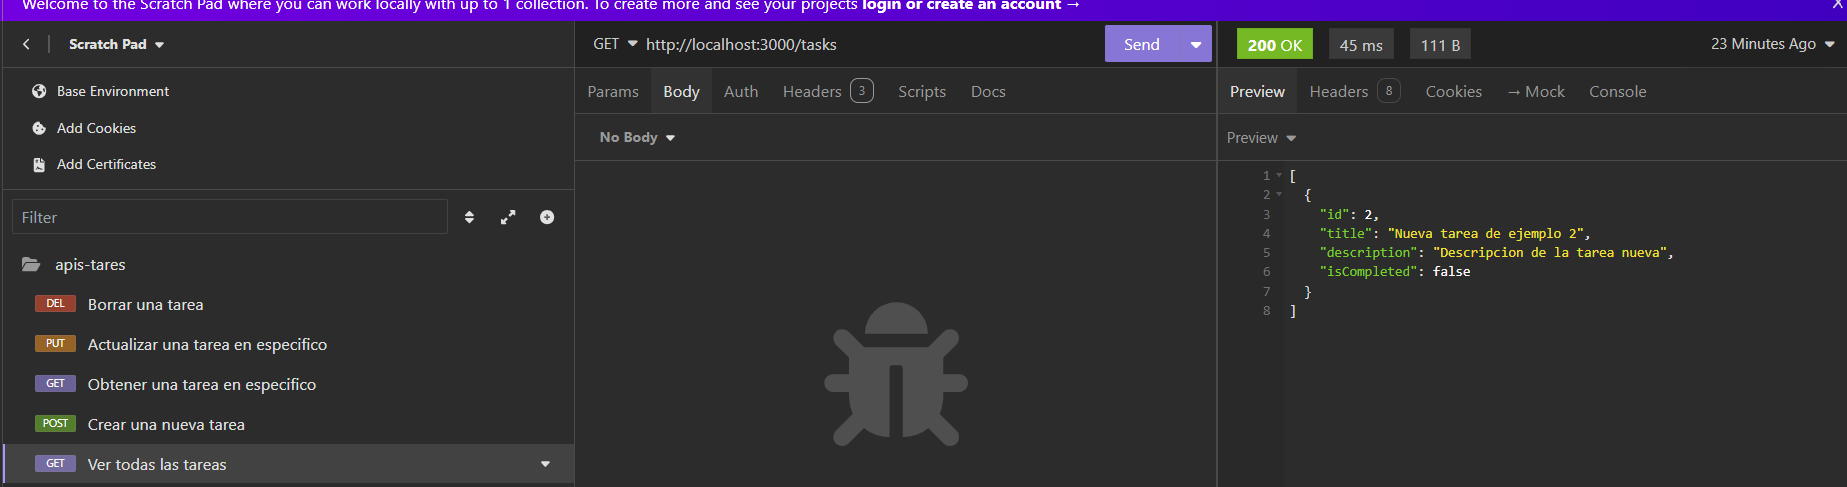 Welcome to the Scratch Pad where you can work locally with up to 1 collection. To create more and see your projects login or create an account → X
Scratch Pad
Base Environment
Add Cookies
Add Certificates
Filter
apis-tares
DEL Borrar una tarea
PUT Actualizar una tarea en especifico
GET Obtener una tarea en especifico
POST Crear una nueva tarea
GET Ver todas las tareas
GET http://localhost:3000/tasks Send
Params Body Auth Headers 3 Scripts Docs
No Body
200 OK 45 ms 111 B 23 Minutes Ago
Preview Headers 8 Cookies → Mock Console
Preview
1 [
2 {
3 "id": 2,
4 "title": "Nueva tarea de ejemplo 2",
5 "description": "Descripcion de la tarea nueva",
6 "isCompleted": false
7 }
8 ]